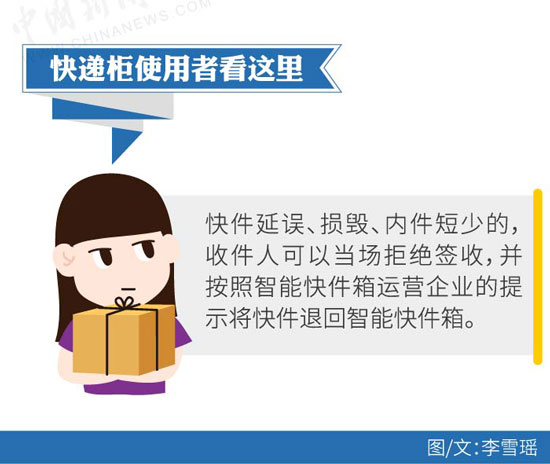 中国新闻网
WWW.CHINANEWS.COM
快递柜使用者看这里
快件延误、损毁、内件短少的，
收件人可以当场拒绝签收，并
按照智能快件箱运营企业的提
示将快件退回智能快件箱。
图/文：李雪瑶